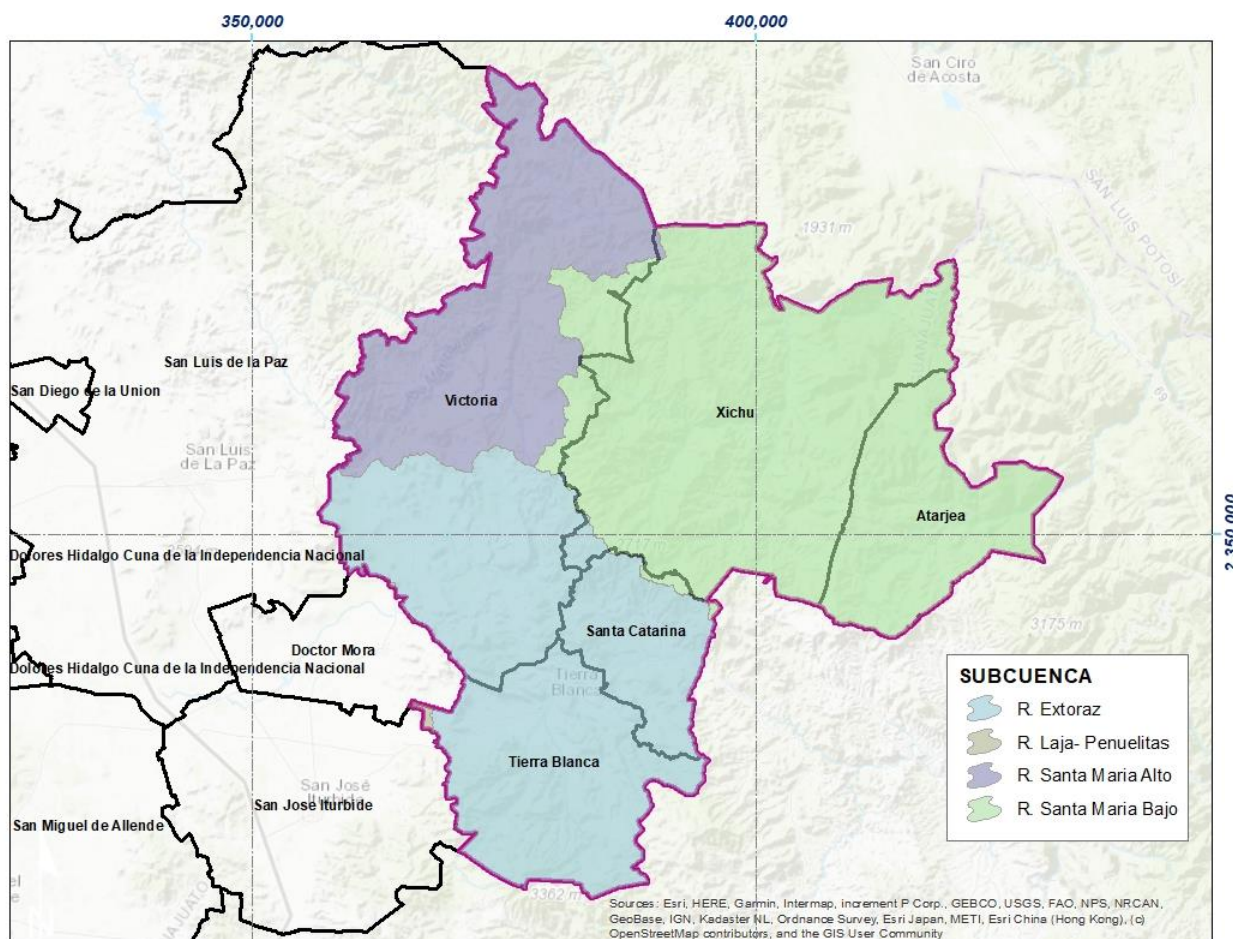 350,000
400,000
San Ciro
de Acosta
SAN LUIS POTOSÍ
1931 m
San Luis de la Paz
San Diego de la Union
Victoria
Xichu
69
San Luis
de La Paz
Atarjea
2,350,000
Dolores Hidalgo Cuna de la Independencia Nacional
3175 m
Santa Catarina
Doctor Mora
Dolores Hidalgo Cuna de la Independencia Nacional
Tierra
Blanca
SUBCUENCA
R. Extoraz
R. Laja- Penuelitas
R. Santa Maria Alto
R. Santa Maria Bajo
Tierra Blanca
San José
Iturbide
San Jose Iturbide
San Miguel de Allende
3362 m
N
Sources: Esri, HERE, Garmin, Intermap, increment P Corp., GEBCO, USGS, FAO, NPS, NRCAN,
GeoBase, IGN, Kadaster NL, Ordnance Survey, Esri Japan, METI, Esri China (Hong Kong), (c)
OpenStreetMap contributors, and the GIS User Community